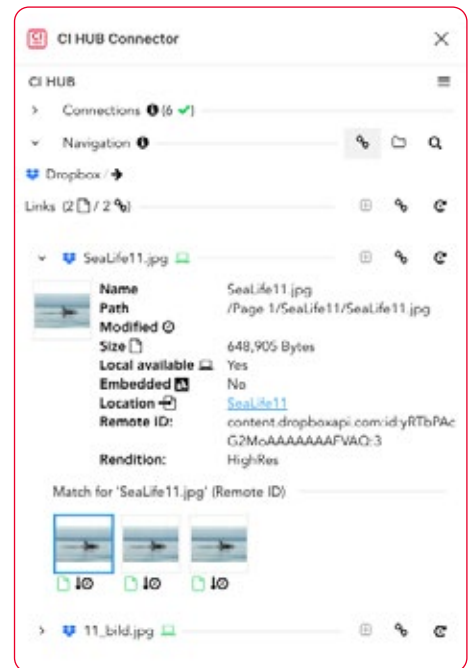 CI HUB Connector
CI HUB
Connections (6 ✔)
Navigation
Dropbox /
Links (2 / 2 )
SeaLife11.jpg
Name SeaLife11.jpg
Path /Page 1/SeaLife11/SeaLife11.jpg
Modified
Size 648,905 Bytes
Local available Yes
Embedded No
Location SeaLife11
Remote ID: content.dropboxapi.com:id:yRTbPAc
G2MoAAAAAAAFVAQ:3
Rendition: HighRes
Match for 'SeaLife11.jpg' (Remote ID)
11_bild.jpg